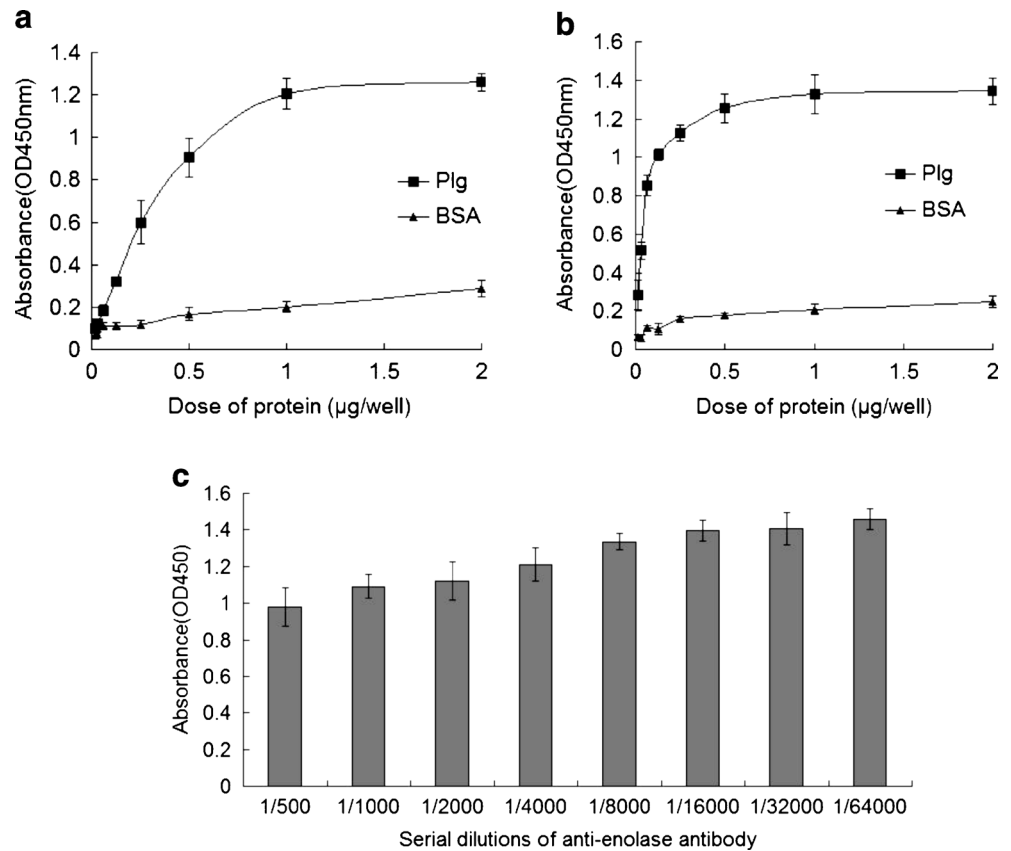 a
1.4
1.2
1
0.8
0.6
0.4
0.2
0
0
0.5
1
1.5
2
Absorbance(OD450nm)
Dose of protein (µg/well)
Plg
BSA
b
1.6
1.4
1.2
1
0.8
0.6
0.4
0.2
0
0
0.5
1
1.5
2
Absorbance(OD450nm)
Dose of protein (µg/well)
Plg
BSA
c
1.6
1.4
1.2
1
0.8
0.6
0.4
0.2
0
Absorbance(OD450)
1/500 1/1000 1/2000 1/4000 1/8000 1/16000 1/32000 1/64000
Serial dilutions of anti-enolase antibody